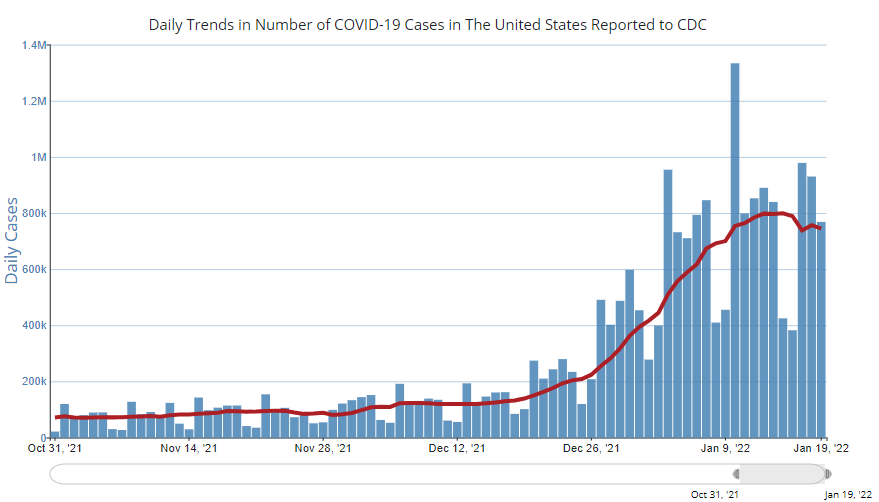 Daily Trends in Number of COVID-19 Cases in The United States Reported to CDC
Daily Cases
1.4M
1.2M
1M
800k
600k
400k
200k
0
Oct 31, '21
Nov 14, '21
Nov 28, '21
Dec 12, '21
Dec 26, '21
Jan 9, '22
Jan 19, '22
Oct 31, '21
Jan 19, '22